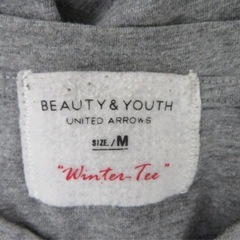 BEAUTY & YOUTH
UNITED ARROWS
SIZE./M
"Winter-Tee"